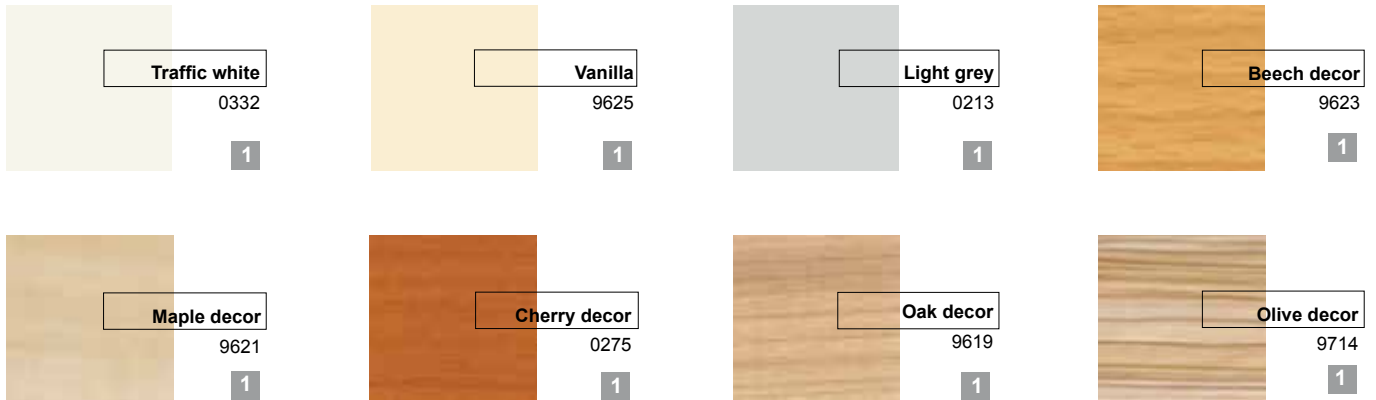 Traffic white
0332
1
Vanilla
9625
1
Light grey
0213
1
Beech decor
9623
1
Maple decor
9621
1
Cherry decor
0275
1
Oak decor
9619
1
Olive decor
9714
1